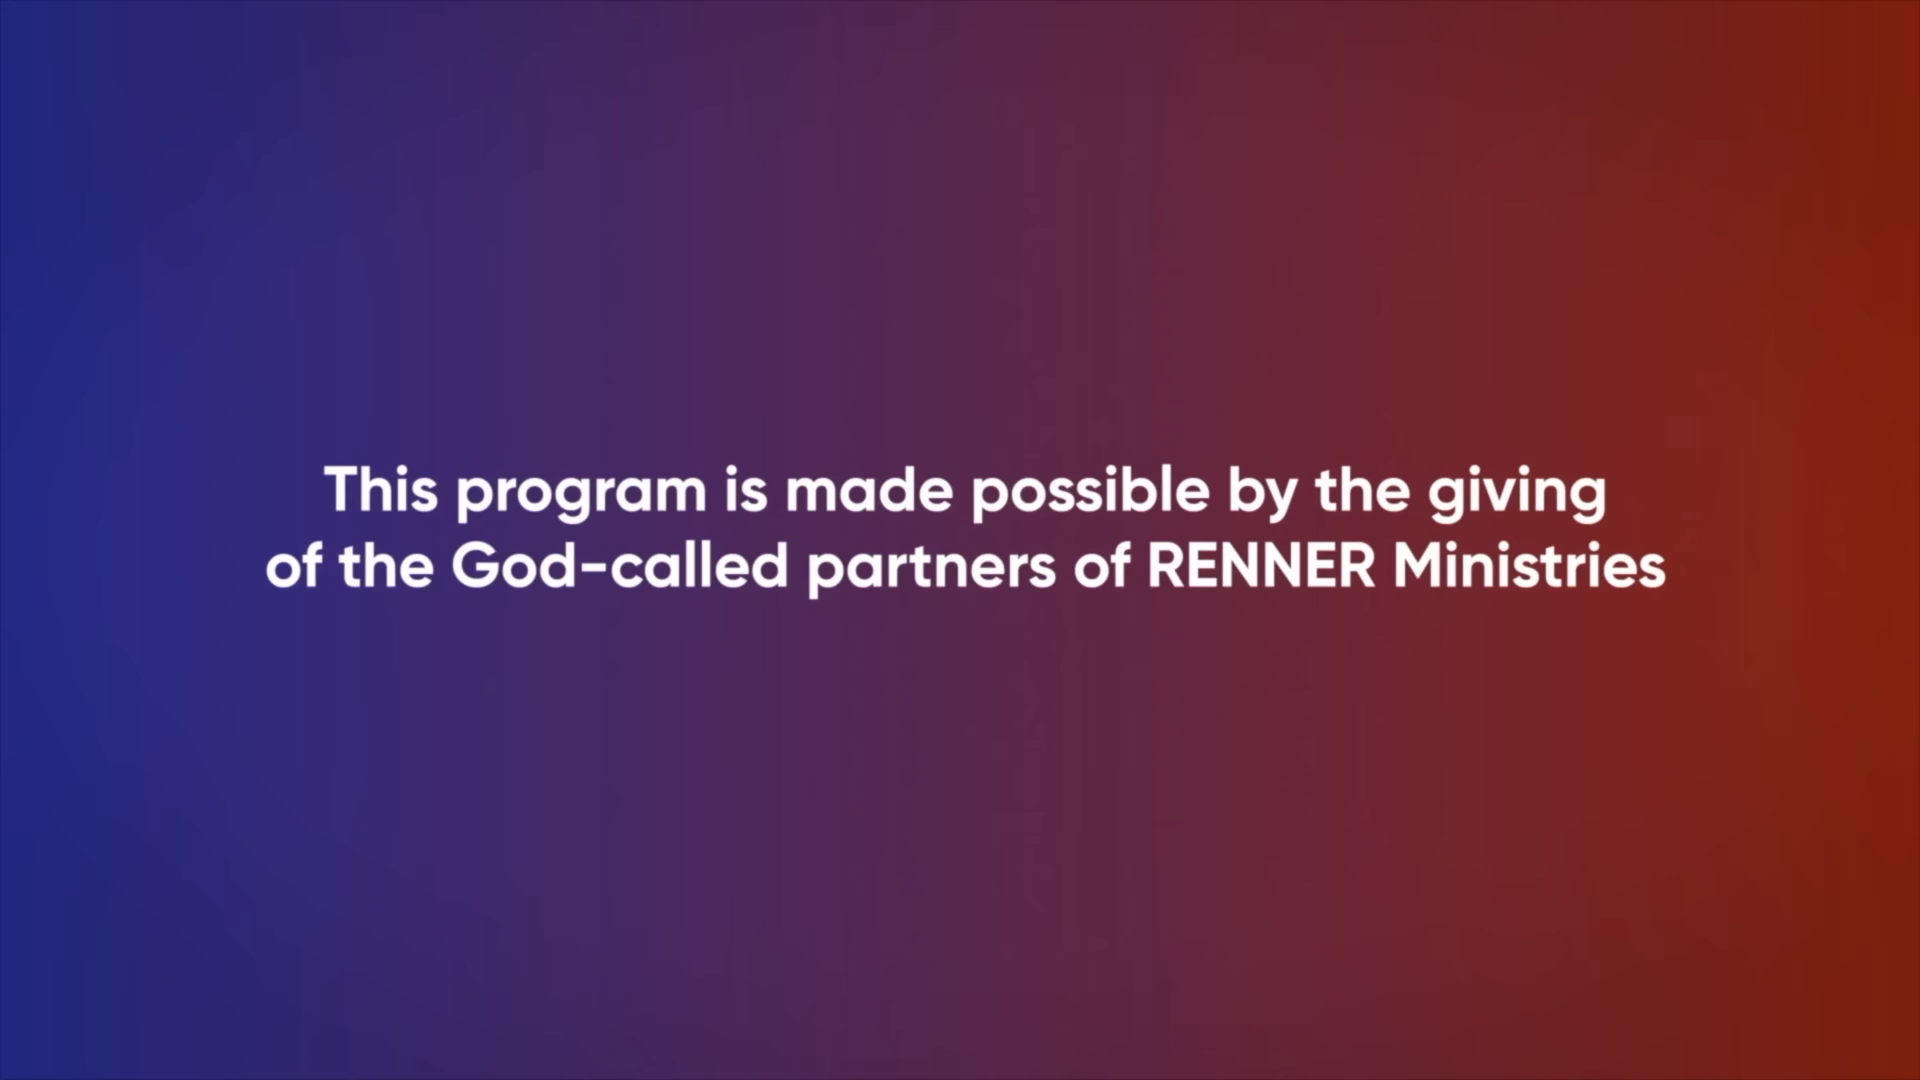 This program is made possible by the giving
of the God-called partners of RENNER Ministries